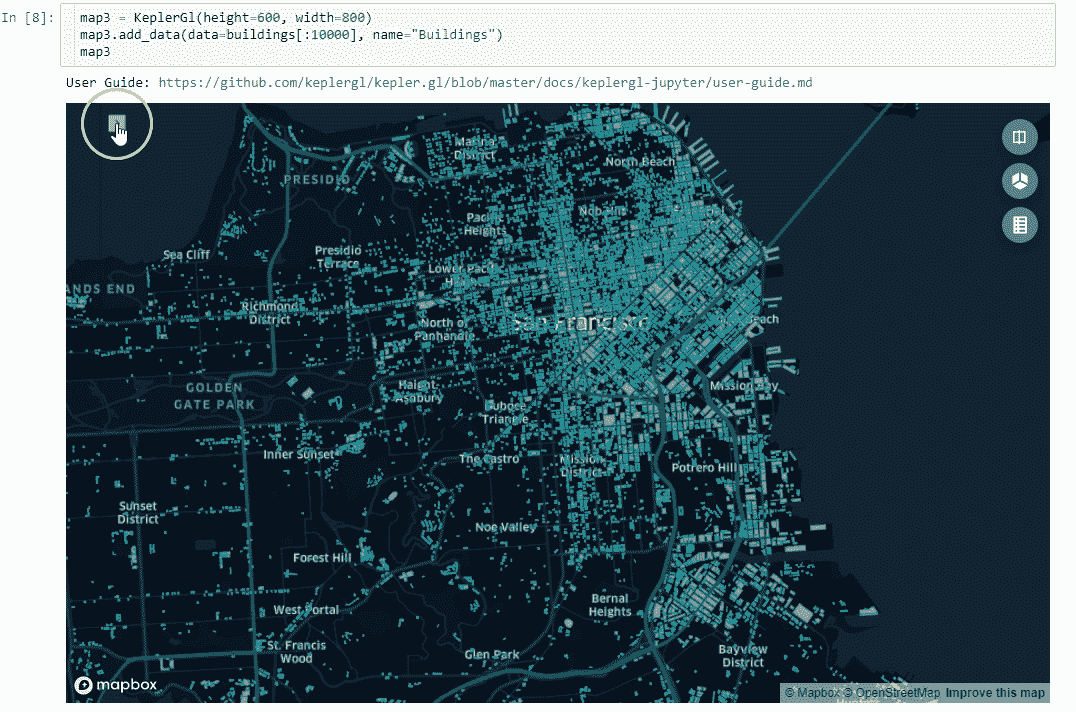 In [8]:
map3 = KeplerGl(height=600, width=800)
map3.add_data(data=buildings[:10000], name="Buildings")
map3
User Guide: https://github.com/keplergl/kepler.gl/blob/master/docs/keplergl-jupyter/user-guide.md
Marina
District
North Beach
PRESIDIO
Nob Hill
Pacific
Heights
Sea Cliff
Presidio
Terrace
Lower Pacif
ANDS END
Richmond
District
North of
Panhandle
San Francisco
Beach
GOLDEN
GATE PARK
Haight-
Ashbury
Mission Bay
Duboce
Triangle
Inner Sunset
The Castro
Mission
District
Potrero Hill
Sunset
District
Noe Valley
Forest Hill
West Portal
Bernal
Heights
St. Francis
Wood
Glen Park
Bayview
District
mapbox
© Mapbox © OpenStreetMap Improve this map